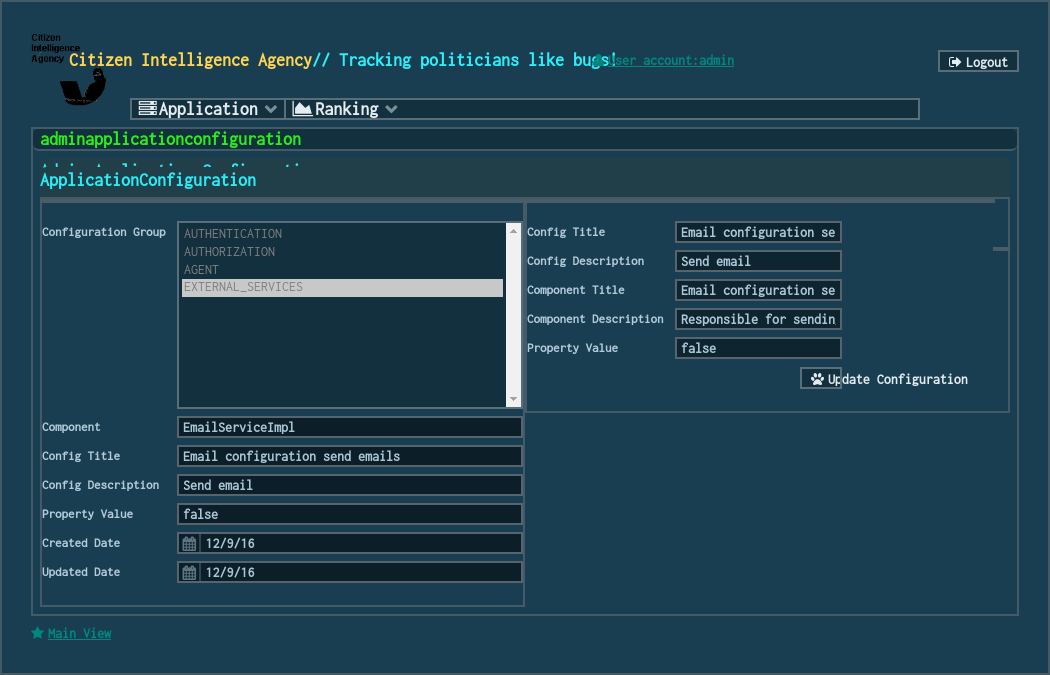 Citizen
Intelligence
Agency
Citizen Intelligence Agency// Tracking politicians like bugs!
User account:admin
Logout
Application
Ranking
adminapplicationconfiguration
Admin Application Configuration
ApplicationConfiguration
Configuration Group
AUTHENTICATION
AUTHORIZATION
AGENT
EXTERNAL_SERVICES
Component
EmailServiceImpl
Config Title
Email configuration send emails
Config Description
Send email
Property Value
false
Created Date
12/9/16
Updated Date
12/9/16
Config Title
Email configuration se
Config Description
Send email
Component Title
Email configuration se
Component Description
Responsible for sendin
Property Value
false
Update Configuration
Main View